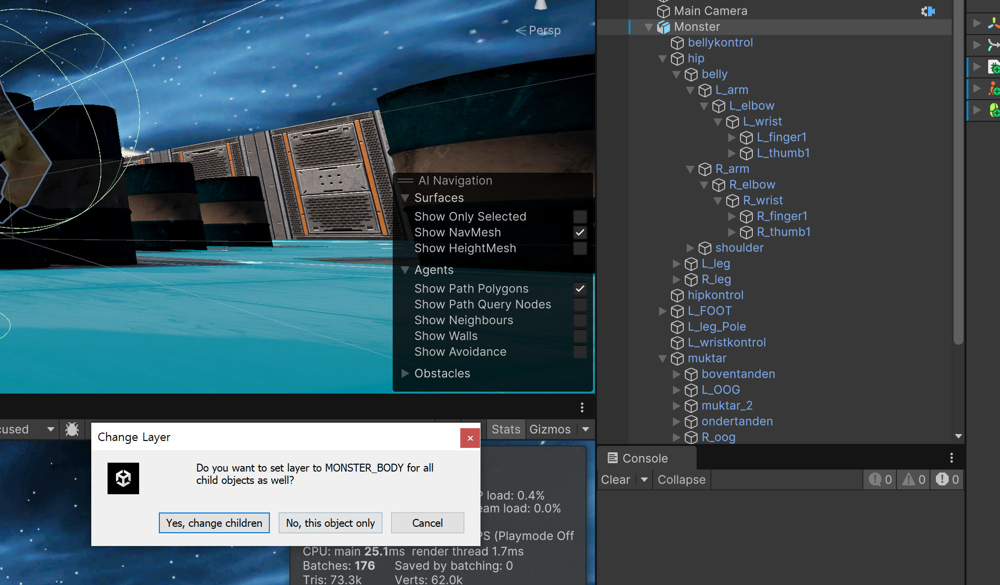 Persp
AI Navigation
Surfaces
Show Only Selected
Show NavMesh
Show HeightMesh
Agents
Show Path Polygons
Show Path Query Nodes
Show Neighbours
Show Walls
Show Avoidance
Obstacles
Stats
Gizmos
Change Layer
Do you want to set layer to MONSTER_BODY for all
child objects as well?
Yes, change children
No, this object only
Cancel
load: 0.4%
load: 0.0%
(Playmode Off
CPU: main 25.1ms render thread 1.7ms
Batches: 176 Saved by batching: 0
Tris: 73.3k Verts: 62.0k
Main Camera
Monster
bellykontrol
hip
belly
L_arm
L_elbow
L_wrist
L_finger1
L_thumb1
R_arm
R_elbow
R_wrist
R_finger1
R_thumb1
shoulder
L_leg
R_leg
hipkontrol
L_FOOT
L_leg_Pole
L_wristkontrol
muktar
boventanden
L_OOG
muktar_2
ondertanden
R_oog
Console
Clear
Collapse
0
0
0